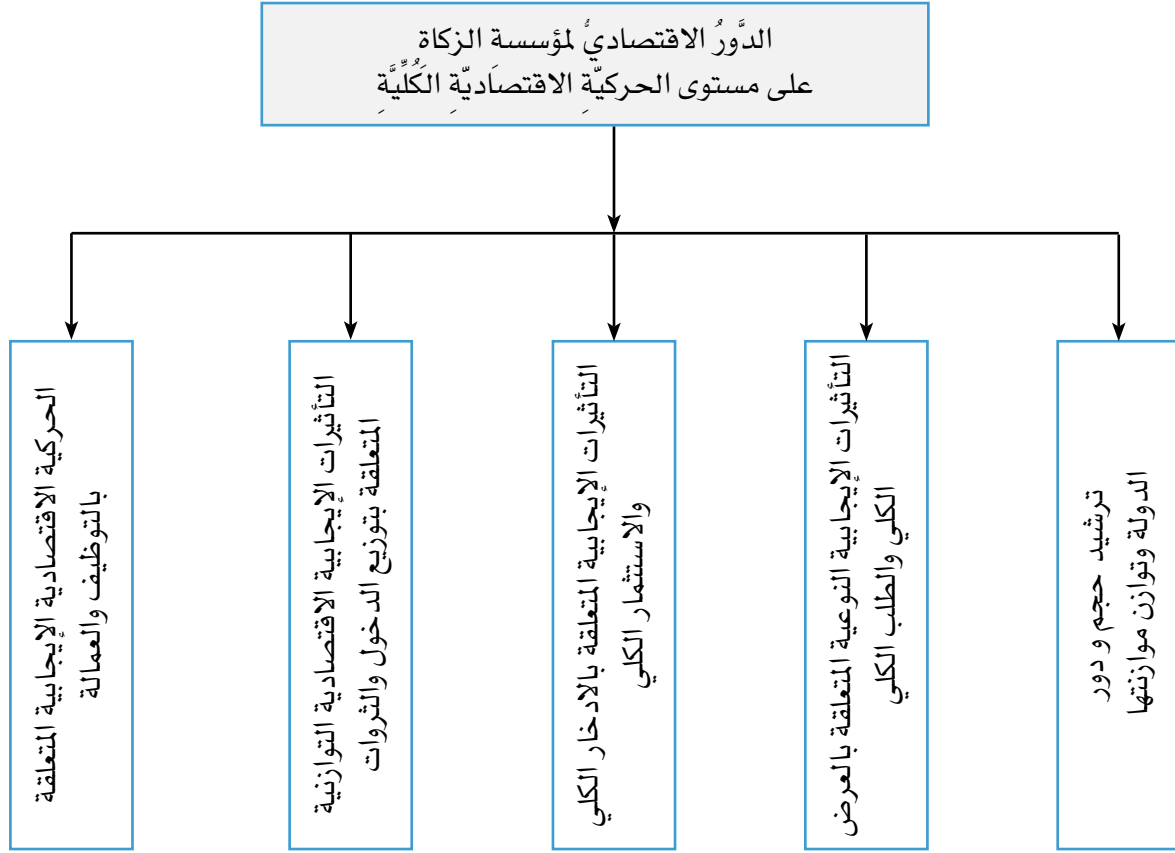 الدَّورُ الاقتصاديُّ لمؤسسة الزكاة
على مستوى الحركيّةِ الاقتصاديّةِ الكُلِّيَّةِ
ترشيد حجم و دور
الدولة وتوازن موازنتها
التأثيرات الإيجابية النوعية المتعلقة بالعرض
الكلي والطلب الكلي
التأثيرات الإيجابية المتعلقة بالادخار الكلي
والاستثمار الكلي
التأثيرات الإيجابية الاقتصادية التوازنية
المتعلقة بتوزيع الدخول والثروات
الحركية الاقتصادية الإيجابية المتعلقة
بالتوظيف والعمالة